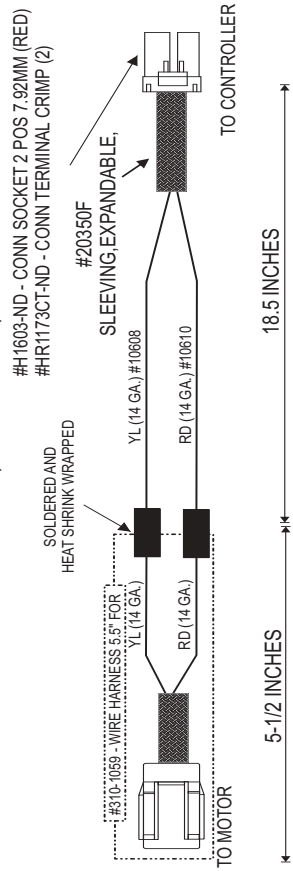 #H1603-ND - CONN SOCKET 2 POS 7.92MM (RED)
#HR1173CT-ND - CONN TERMINAL CRIMP (2)
#20350F
SLEEVING,EXPANDABLE,
SOLDERED AND
HEAT SHRINK WRAPPED
#310-1059 - WIRE HARNESS 5.5" FOR
YL (14 GA.)
YL (14 GA.) #10608
RD (14 GA.)
RD (14 GA.) #10610
TO MOTOR
TO CONTROLLER
5-1/2 INCHES
18.5 INCHES